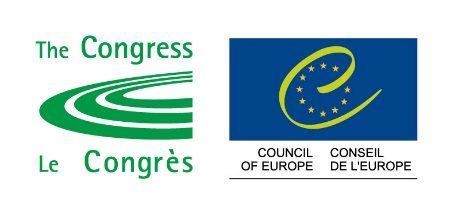 The Congress
Le Congrès
COUNCIL OF EUROPE
CONSEIL DE L'EUROPE